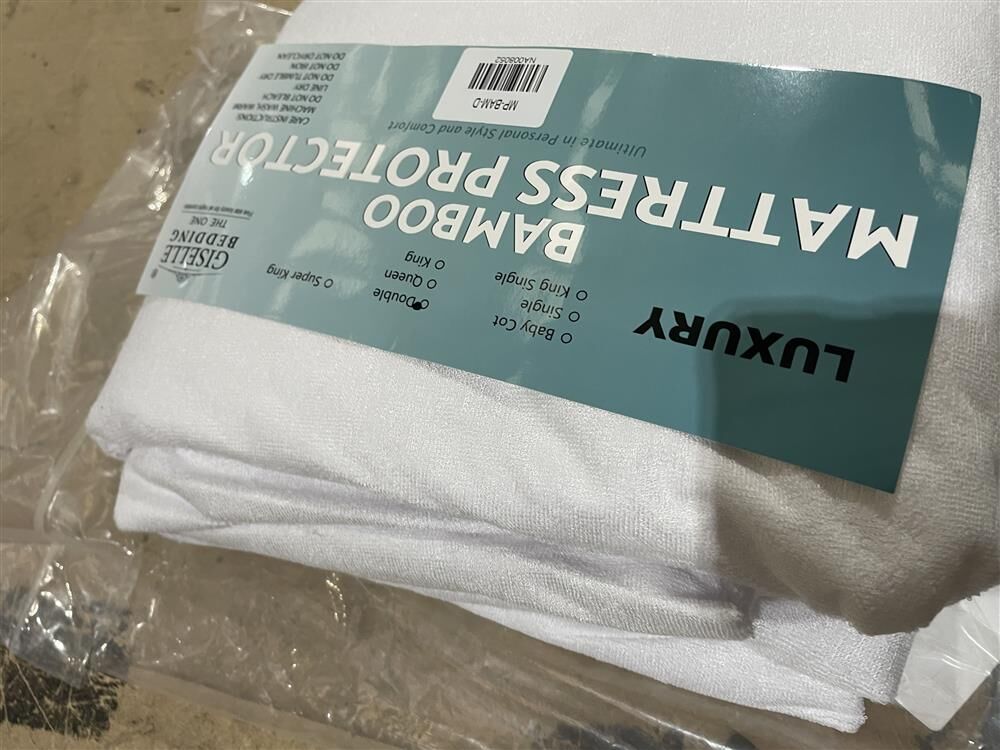 LUXURY
BAMBOO
MATTRESS PROTECTOR
Ultimate in Personal Style and Comfort
Baby Cot
Single
King Single
Double
Queen
King
Super King
GISELLE
BEDDING
THE ONE
MP-BAM-D
NA008052
CARE INSTRUCTIONS:
MACHINE WASH, WARM
DO NOT BLEACH
LINE DRY
DO NOT TUMBLE DRY
DO NOT IRON
DO NOT DRYCLEAN